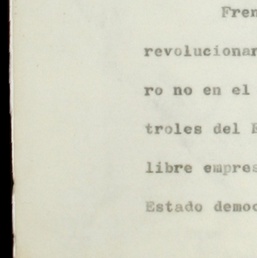 Fren
revolucionar
ro no en el
troles del
libre empres
Estado democ